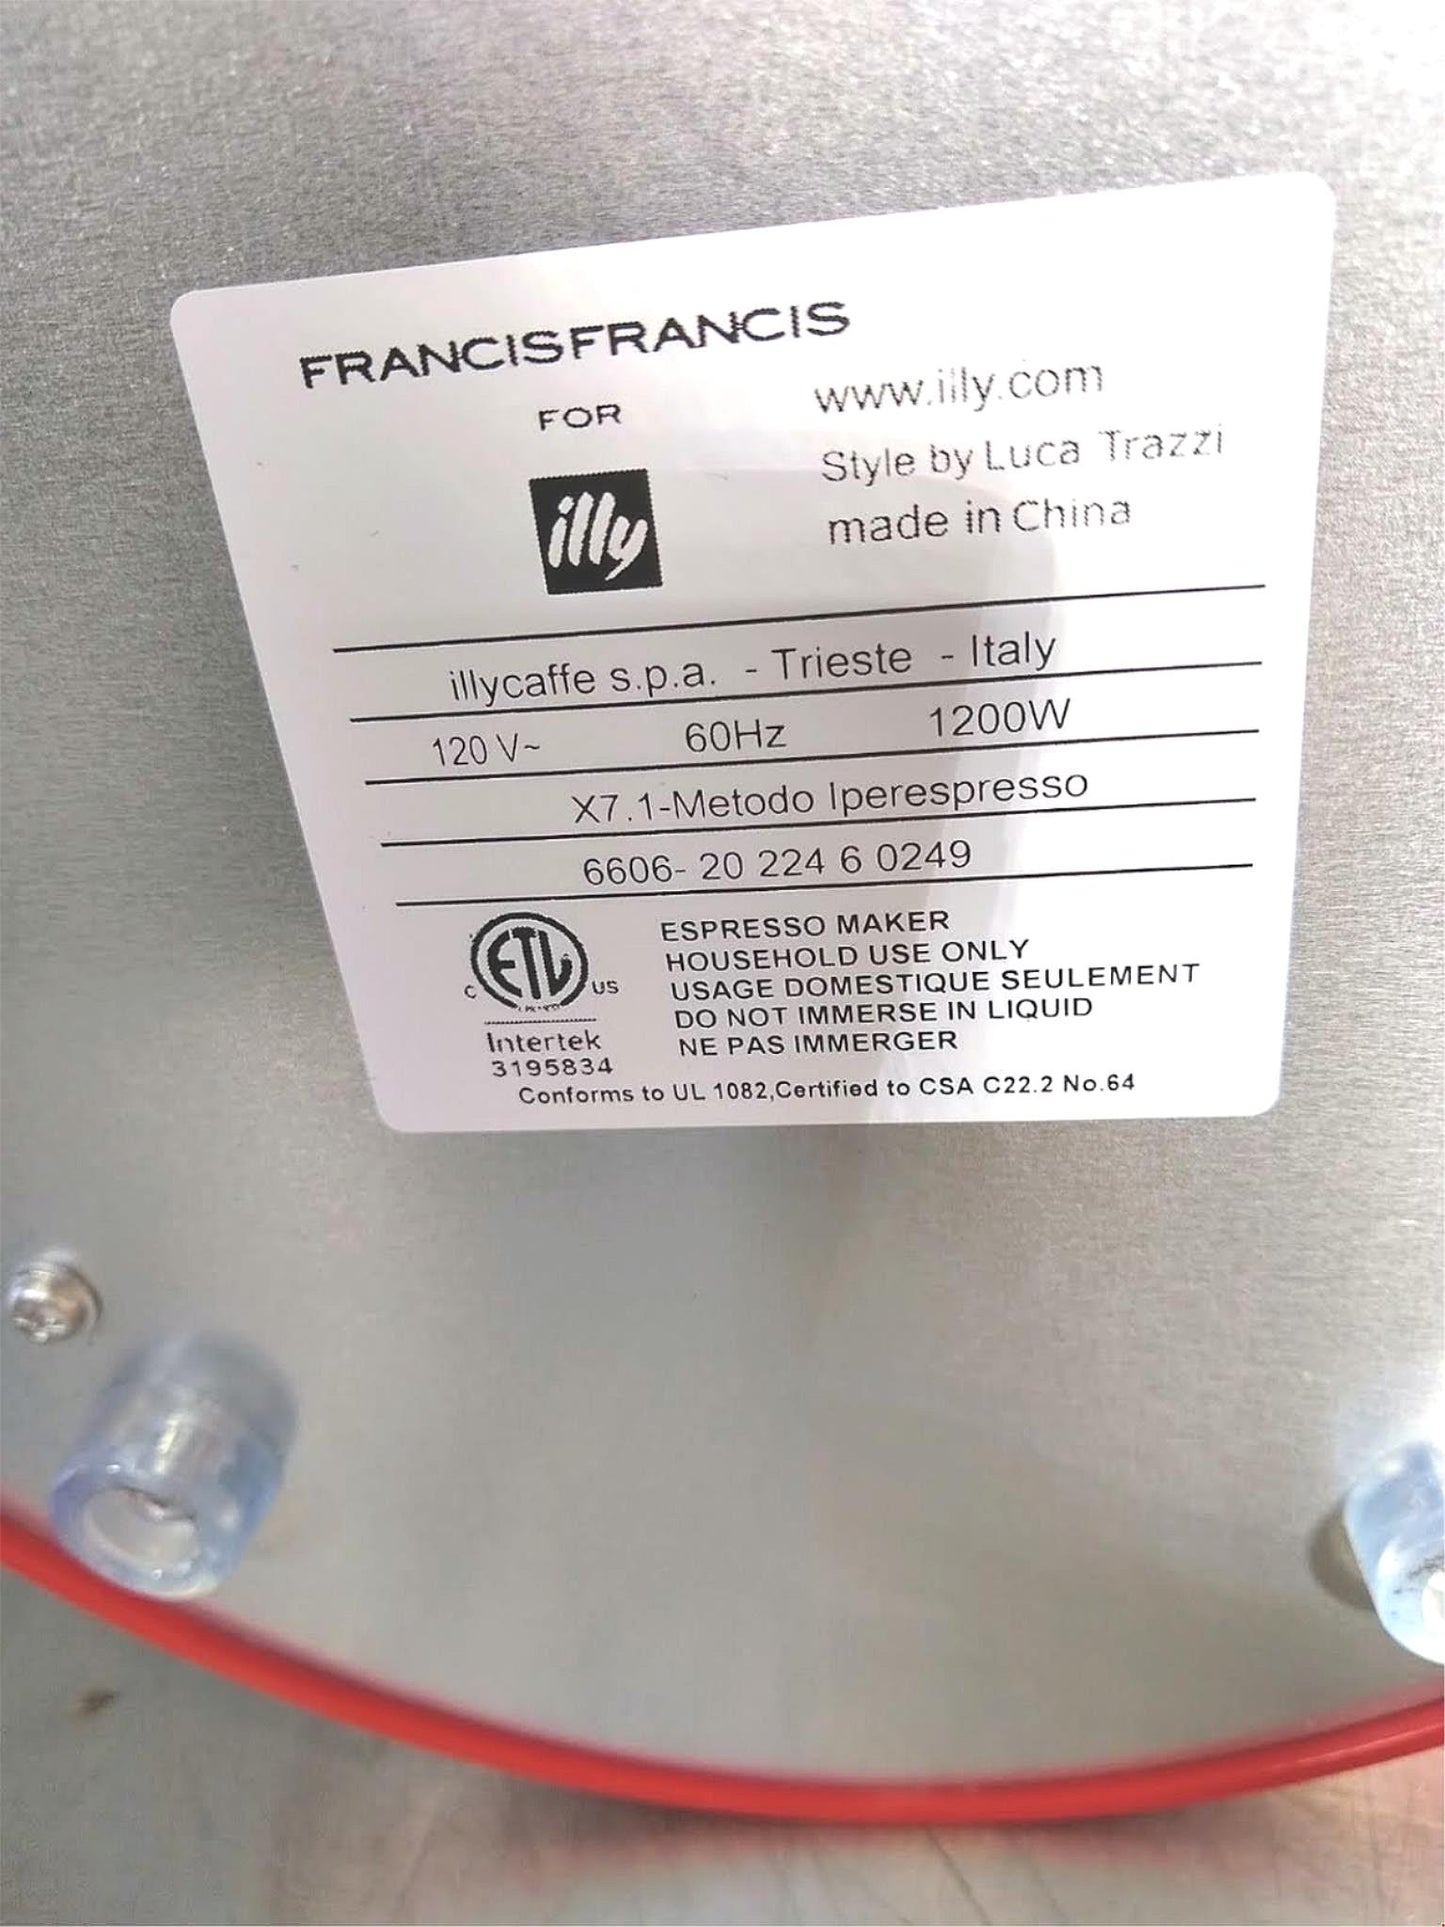 FRANCISFRANCIS
FOR
illy
www.illy.com
Style by Luca Trazzi
made in China
illycaffe s.p.a. - Trieste - Italy
120 V~ 60Hz 1200W
X7.1-Metodo Iperespresso
6606- 20 224 6 0249
ETL
C US
Intertek
3195834
ESPRESSO MAKER
HOUSEHOLD USE ONLY
USAGE DOMESTIQUE SEULEMENT
DO NOT IMMERSE IN LIQUID
NE PAS IMMERGER
Conforms to UL 1082,Certified to CSA C22.2 No.64